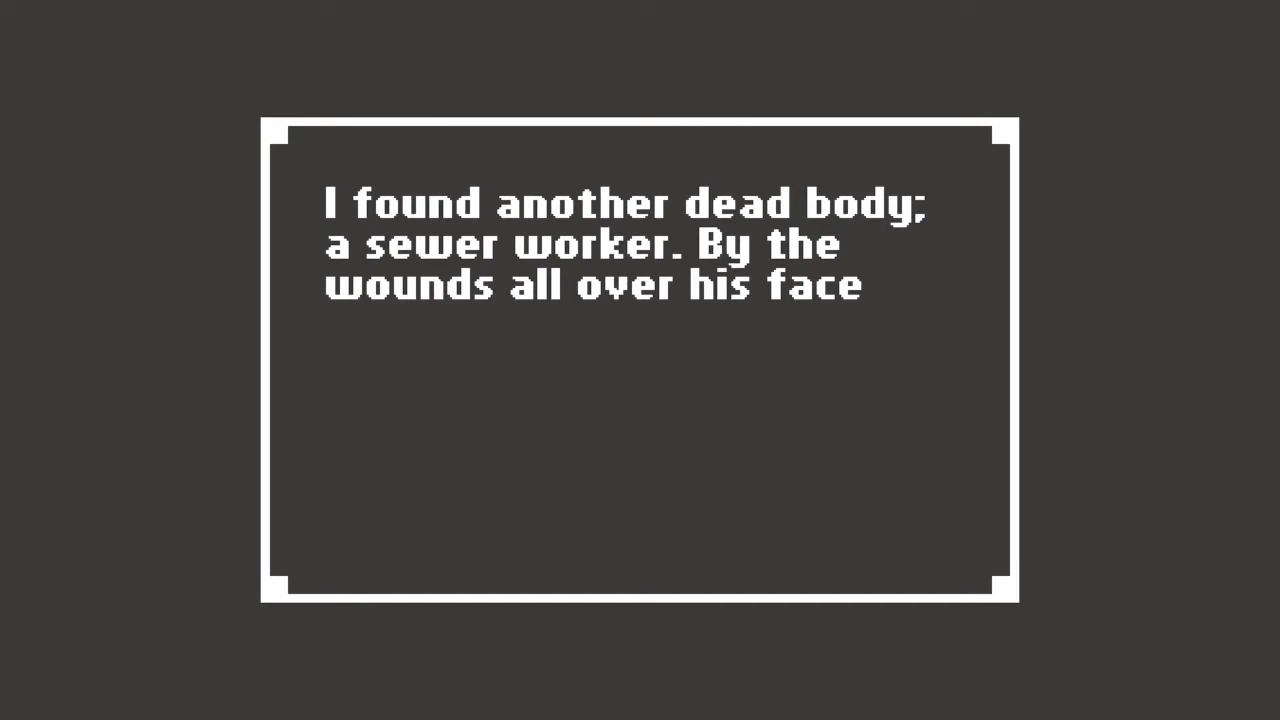 I found another dead body;
a sewer worker. By the
wounds all over his face